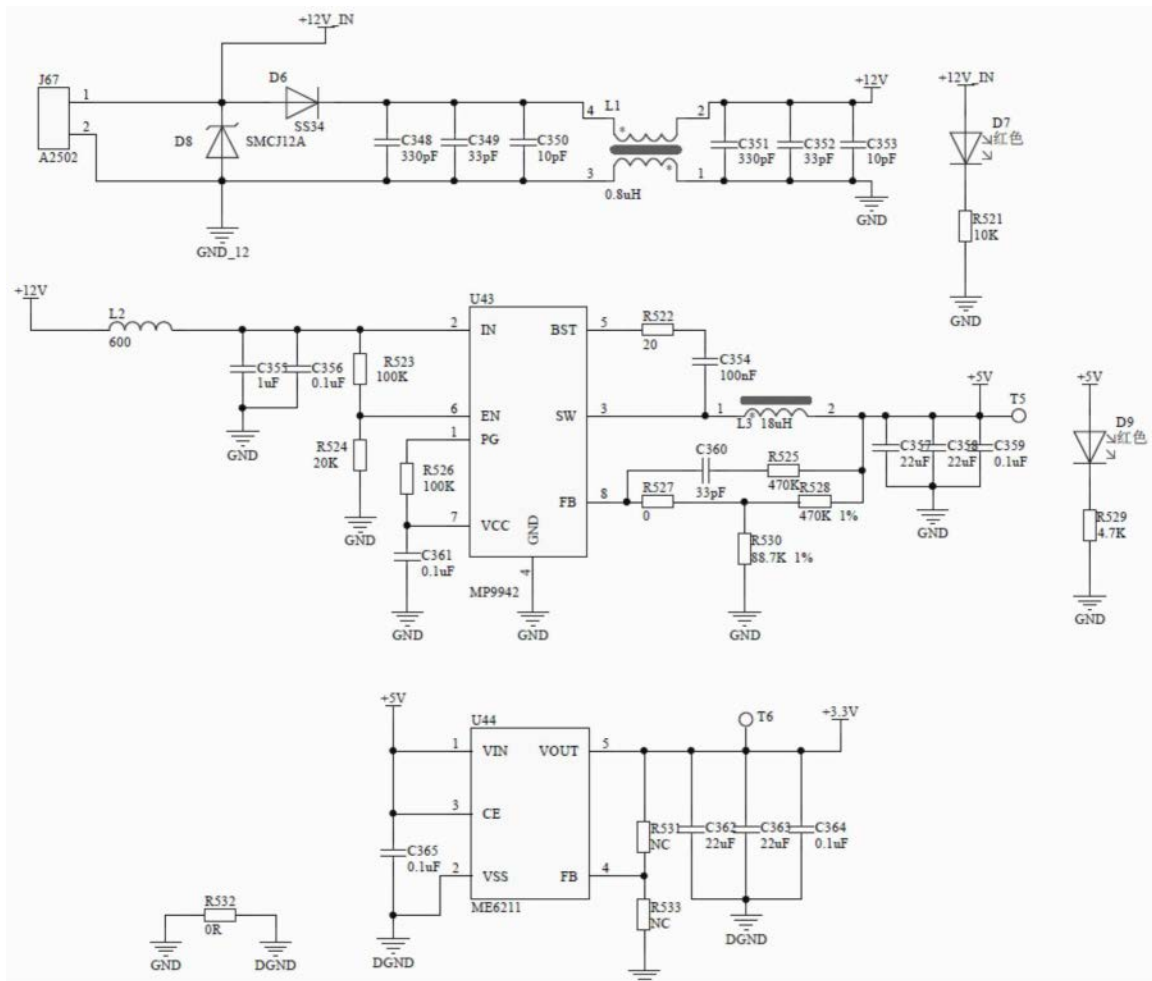 +12V_IN
J67
1
2
A2502
D6
SS34
D8
SMCJ12A
GND_12
C348
330pF
C349
33pF
C350
10pF
4
L1
2
3
1
0.8uH
C351
330pF
C352
33pF
C353
10pF
+12V
GND
+12V_IN
D7
红色
R521
10K
GND
+12V
L2
600
C355
1uF
C356
0.1uF
GND
R523
100K
R524
20K
GND
R526
100K
C361
0.1uF
GND
U43
2
IN
6
EN
1
PG
7
VCC
BST
5
SW
3
FB
8
GND
4
MP9942
GND
R522
20
C354
100nF
1
2
L3 18uH
C360
33pF
R525
470K
R527
0
R528
470K 1%
R530
88.7K 1%
GND
+5V
T5
C357
22uF
C358
22uF
C359
0.1uF
GND
+5V
D9
红色
R529
4.7K
GND
+5V
U44
1
VIN
3
CE
2
VSS
VOUT
5
FB
4
ME6211
C365
0.1uF
DGND
T6
+3.3V
R531
NC
R533
NC
C362
22uF
C363
22uF
C364
0.1uF
DGND
R532
0R
GND
DGND